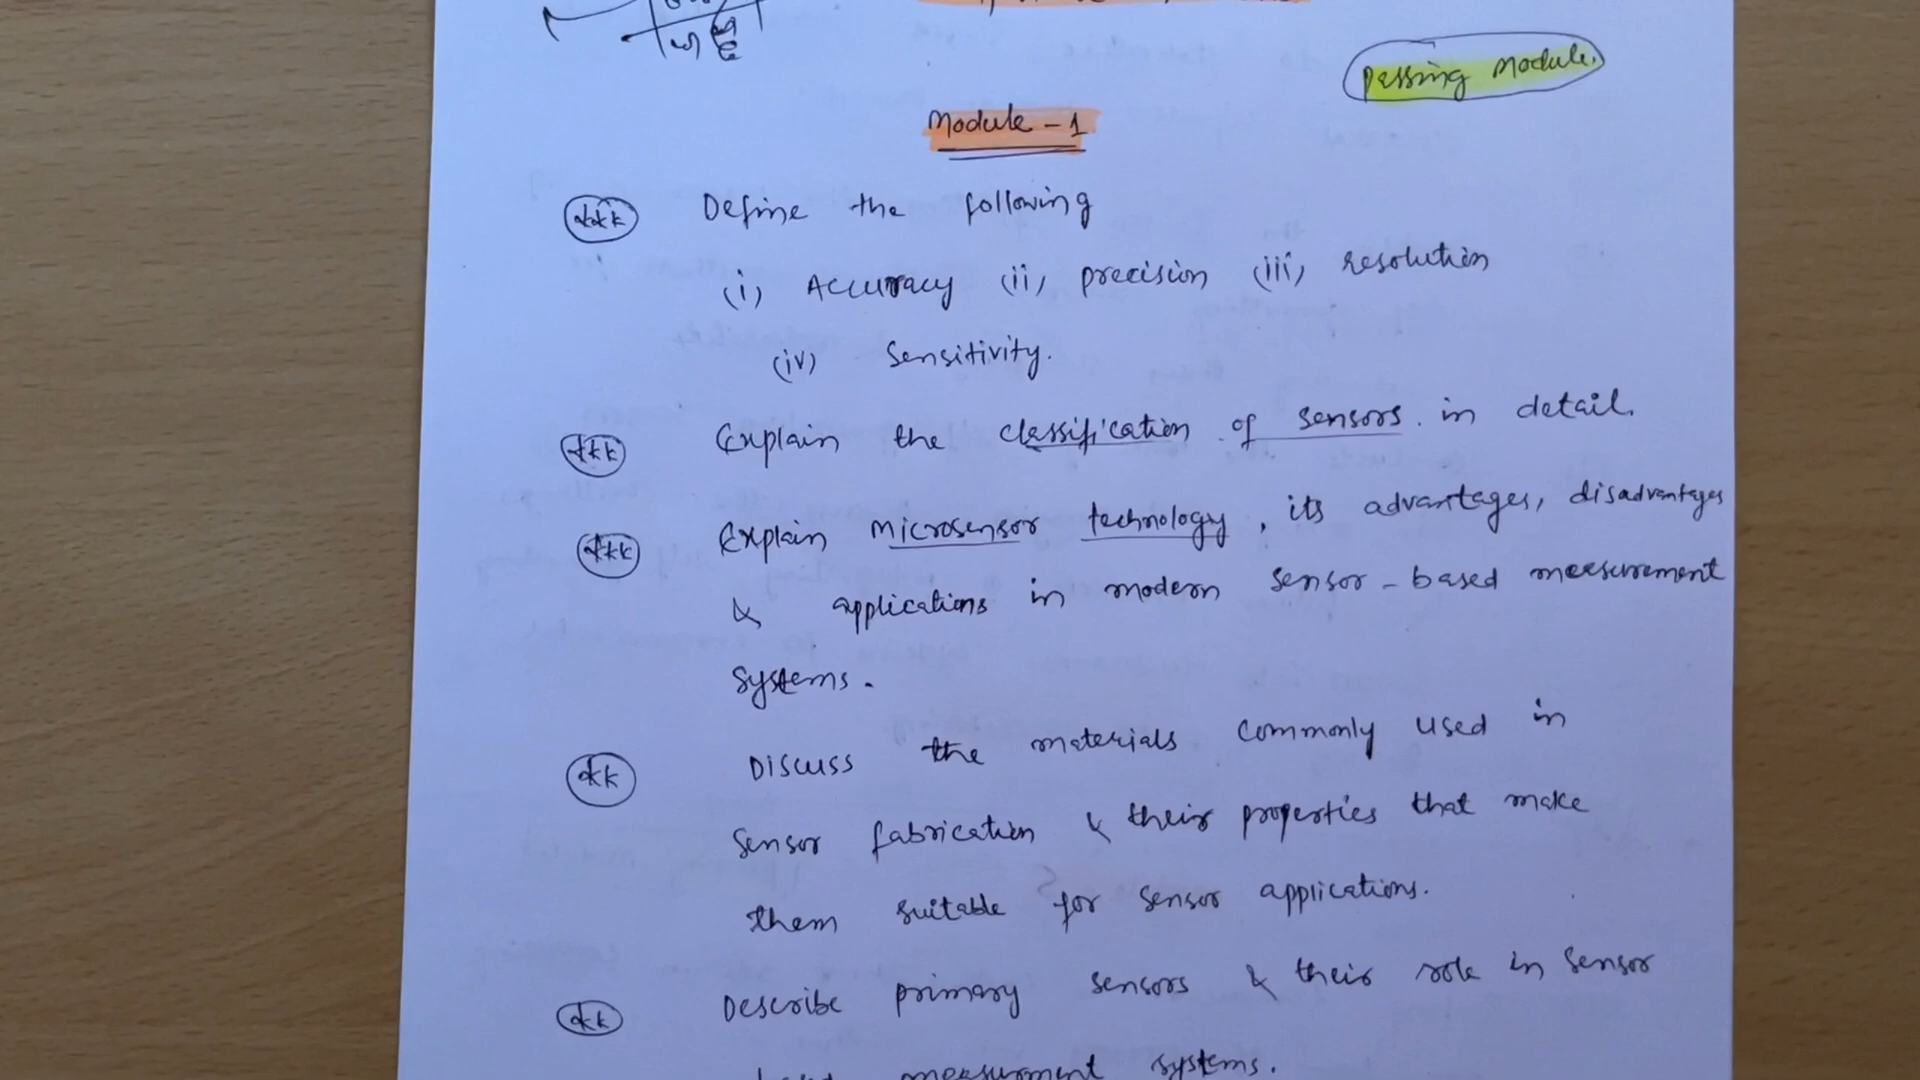 Passing Module.
Module - 1
Define the following
(i) Accuracy (ii) precision (iii) resolution
(iv) Sensitivity.
Explain the classification of sensors. in detail.
Explain microsensor technology, its advantages, disadvantages
& applications in modern sensor-based measurement
systems.
Discuss the materials commonly used in
sensor fabrication & their properties that make
them suitable for sensor applications.
Describe primary sensors & their role in sensor
measurement systems.